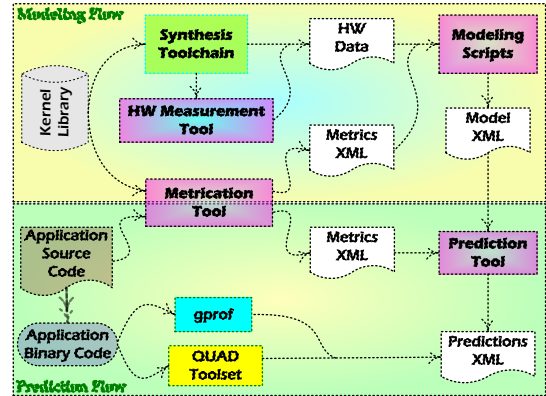 Modeling Flow
Synthesis
Toolchain
HW
Data
Modeling
Scripts
Kernel
Library
HW Measurement
Tool
Metrics
XML
Model
XML
Metrication
Tool
Application
Source
Code
Metrics
XML
Prediction
Tool
Application
Binary Code
gprof
QUAD
Toolset
Predictions
XML
Prediction Flow